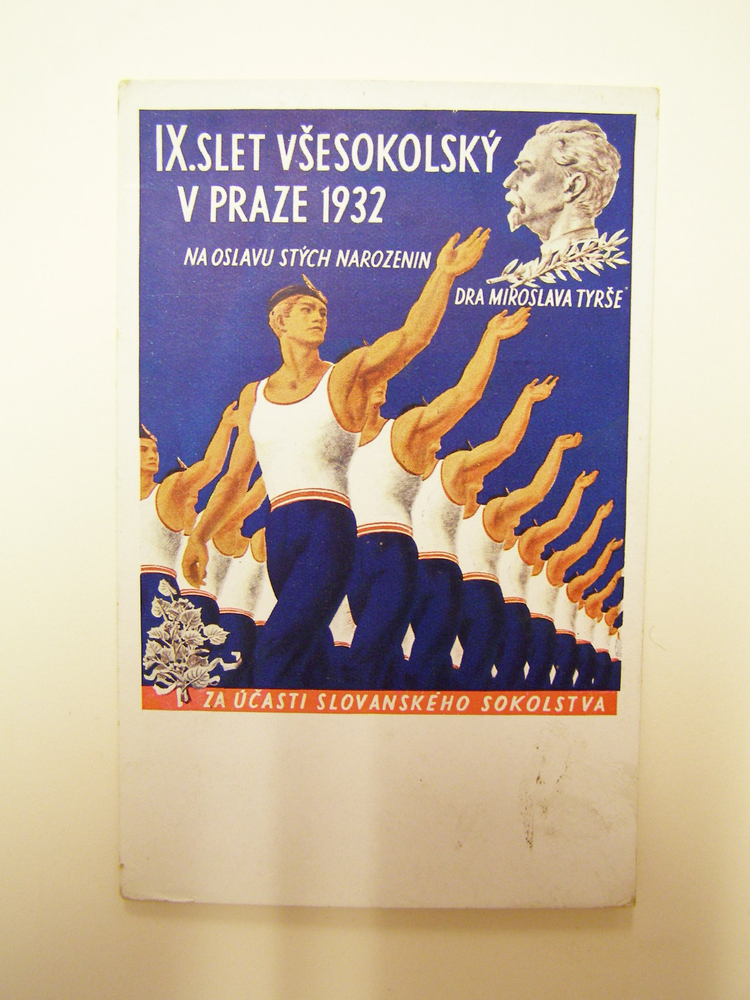 IX. SLET VŠESOKOLSKÝ
V PRAZE 1932
NA OSLAVU STÝCH NAROZENIN
DRA MIROSLAVA TYRŠE
ZA ÚČASTI SLOVANSKÉHO SOKOLSTVA